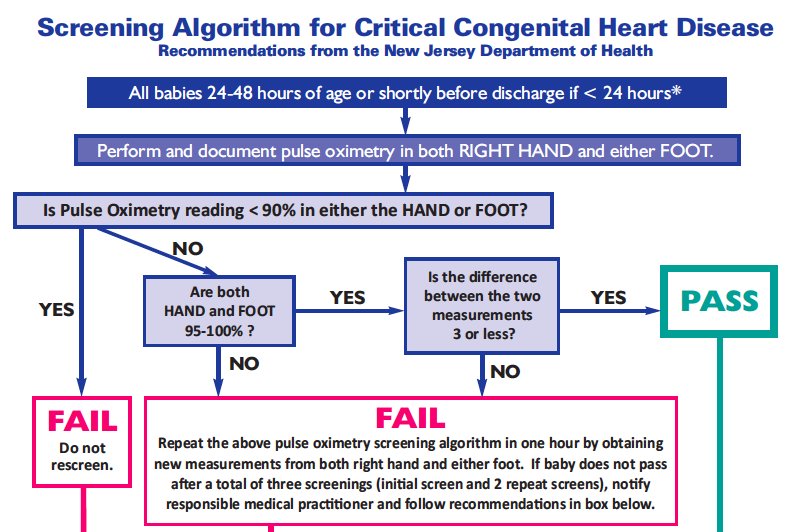 Screening Algorithm for Critical Congenital Heart Disease
Recommendations from the New Jersey Department of Health
All babies 24-48 hours of age or shortly before discharge if < 24 hours*
Perform and document pulse oximetry in both RIGHT HAND and either FOOT.
Is Pulse Oximetry reading < 90% in either the HAND or FOOT?
NO
YES
Are both
HAND and FOOT
95-100% ?
YES
Is the difference
between the two
measurements
3 or less?
YES
PASS
NO
NO
FAIL
Do not
rescreen.
FAIL
Repeat the above pulse oximetry screening algorithm in one hour by obtaining
new measurements from both right hand and either foot.  If baby does not pass
after a total of three screenings (initial screen and 2 repeat screens), notify
responsible medical practitioner and follow recommendations in box below.